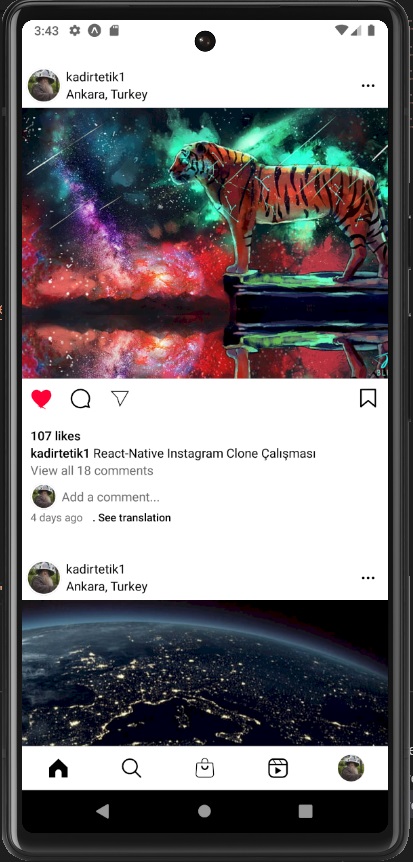 3:43
kadirtetik1
Ankara, Turkey
107 likes
kadirtetik1 React-Native Instagram Clone Çalışması
View all 18 comments
Add a comment...
4 days ago . See translation
kadirtetik1
Ankara, Turkey